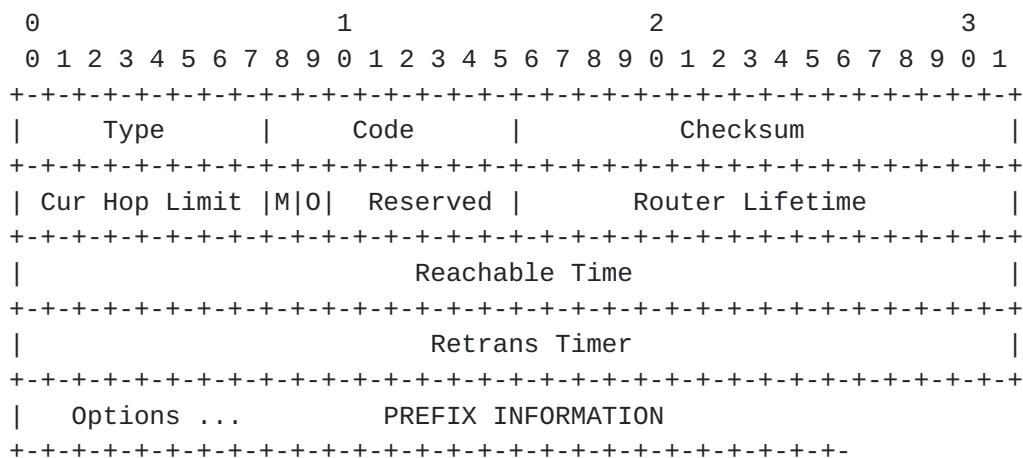 0                   1                   2                   3
 0 1 2 3 4 5 6 7 8 9 0 1 2 3 4 5 6 7 8 9 0 1 2 3 4 5 6 7 8 9 0 1
+-+-+-+-+-+-+-+-+-+-+-+-+-+-+-+-+-+-+-+-+-+-+-+-+-+-+-+-+-+-+-+-+
|     Type      |     Code      |          Checksum             |
+-+-+-+-+-+-+-+-+-+-+-+-+-+-+-+-+-+-+-+-+-+-+-+-+-+-+-+-+-+-+-+-+
| Cur Hop Limit |M|O|  Reserved |       Router Lifetime         |
+-+-+-+-+-+-+-+-+-+-+-+-+-+-+-+-+-+-+-+-+-+-+-+-+-+-+-+-+-+-+-+-+
|                         Reachable Time                        |
+-+-+-+-+-+-+-+-+-+-+-+-+-+-+-+-+-+-+-+-+-+-+-+-+-+-+-+-+-+-+-+-+
|                          Retrans Timer                        |
+-+-+-+-+-+-+-+-+-+-+-+-+-+-+-+-+-+-+-+-+-+-+-+-+-+-+-+-+-+-+-+-+
|   Options ...         PREFIX INFORMATION
+-+-+-+-+-+-+-+-+-+-+-+-+-+-+-+-+-+-+-+-+-+-+-+-+-+-+-